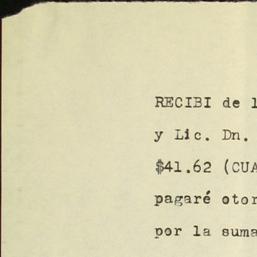 RECIBI de l
y Lic. Dn.
$41.62 (CUA
pagaré otor
por la suma